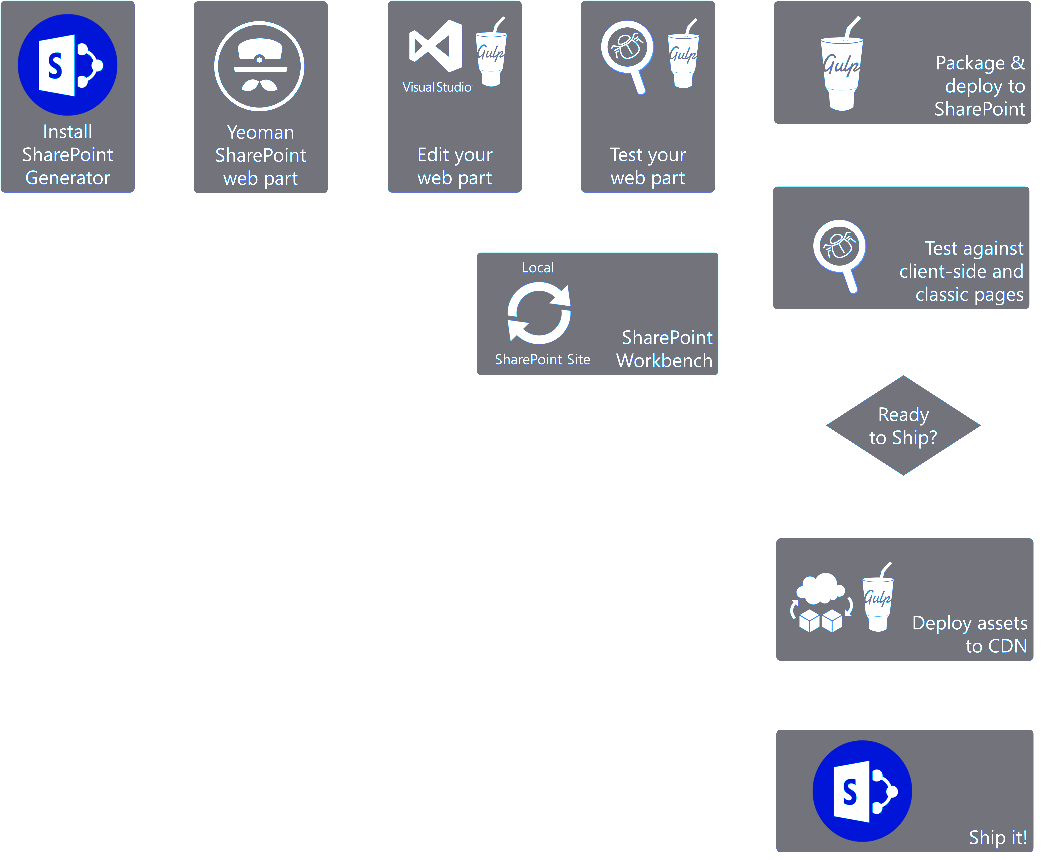 Install
SharePoint
Generator
Yeoman
SharePoint
web part
Visual Studio
Gulp
Edit your
web part
Gulp
Test your
web part
Gulp
Package &
deploy to
SharePoint
Test against
client-side and
classic pages
Local
SharePoint Site
SharePoint
Workbench
Ready
to Ship?
Gulp
Deploy assets
to CDN
S
Ship it!
S